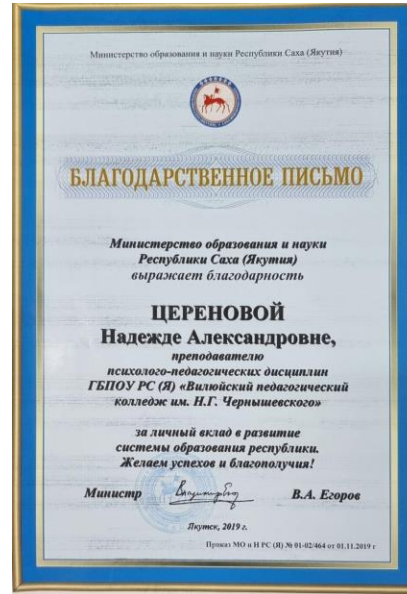 Министерство образования и науки Республики Саха (Якутия)
БЛАГОДАРСТВЕННОЕ ПИСЬМО
Министерство образования и науки
Республики Саха (Якутия)
выражает благодарность
ЦЕРЕНОВОЙ
Надежде Александровне,
преподавателю
психолого-педагогических дисциплин
ГБПОУ РС (Я) «Вилюйский педагогический
колледж им. Н.Г. Чернышевского»
за личный вклад в развитие
системы образования республики.
Желаем успехов и благополучия!
Министр В.А. Егоров
Якутск, 2019 г.
Приказ МО и Н РС (Я) № 01-02/464 от 01.11.2019 г